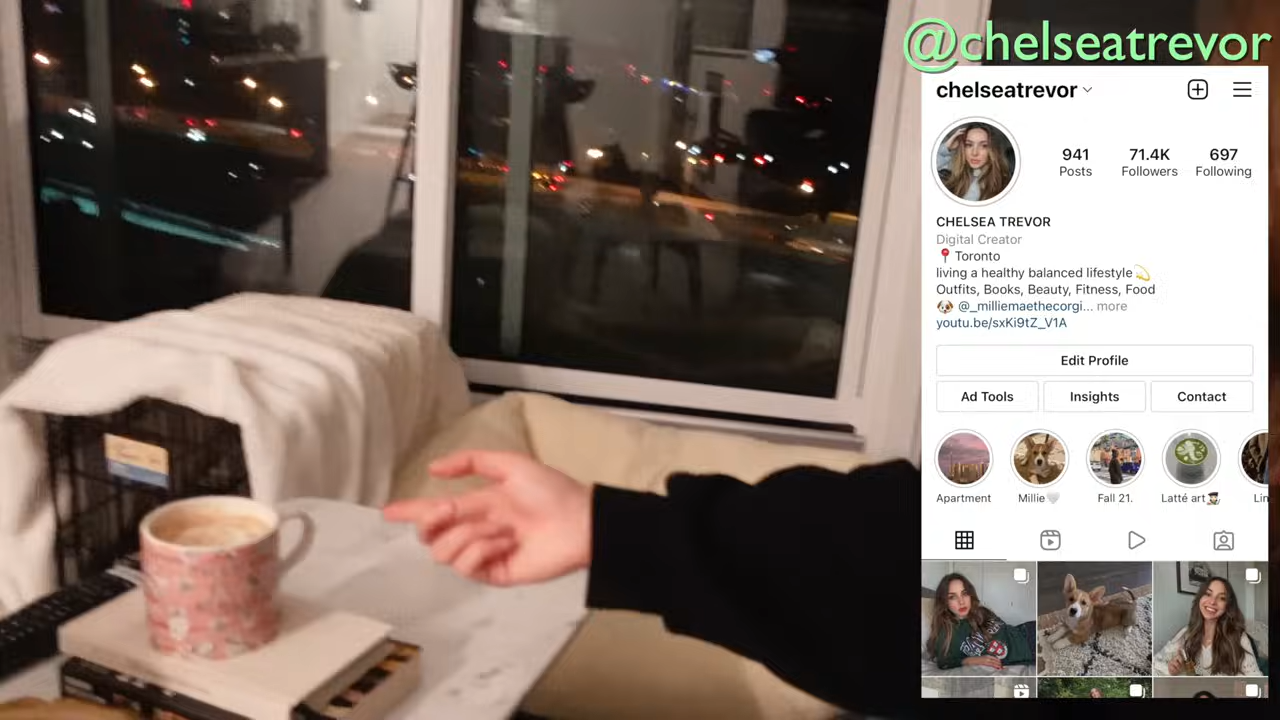 @chelseatrevor
chelseatrevor
941
Posts
71.4K
Followers
697
Following
CHELSEA TREVOR
Digital Creator
📍 Toronto
living a healthy balanced lifestyle💫
Outfits, Books, Beauty, Fitness, Food
🐶 @_milliemaethecorgi... more
youtu.be/sxKi9tZ_V1A
Edit Profile
Ad Tools
Insights
Contact
Apartment
Millie🤍
Fall 21.
Latté art👩🏻‍🍳
Lin